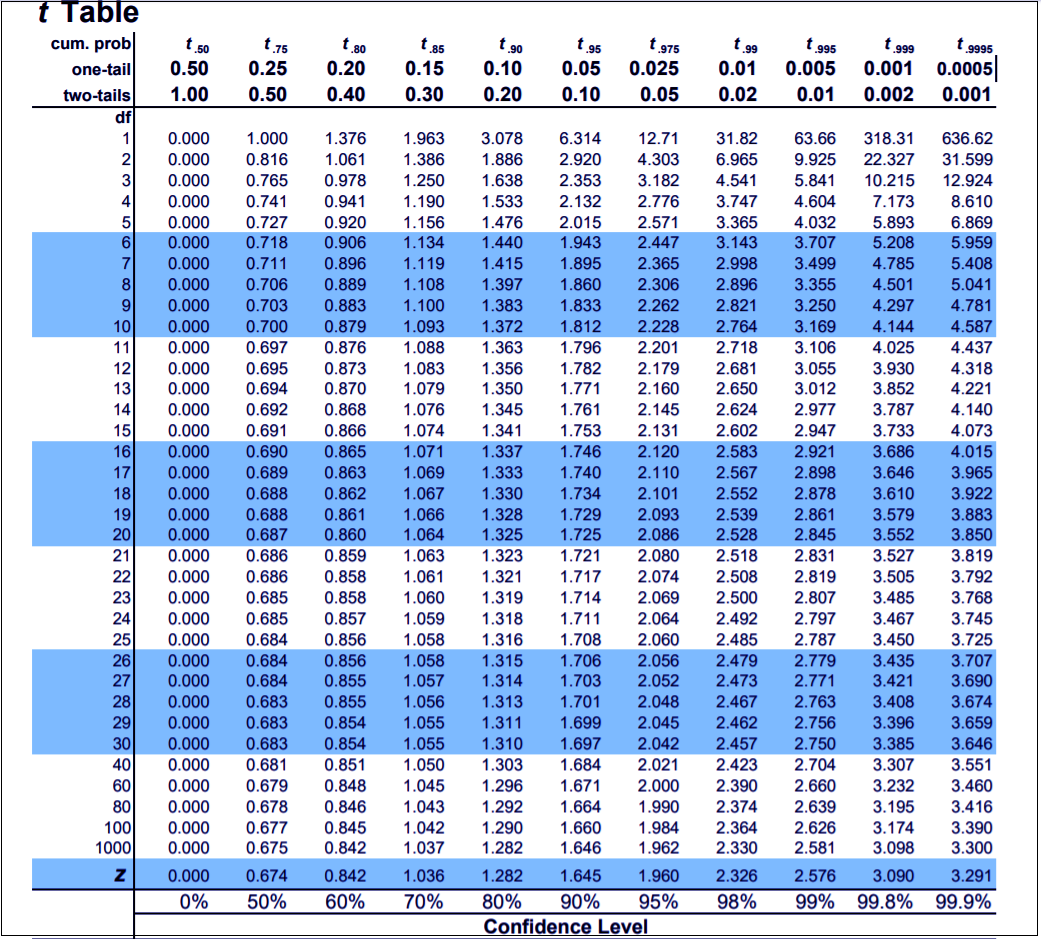 t Table
cum. prob t .50 t .75 t .80 t .85 t .90 t .95 t .975 t .99 t .995 t .999 t .9995
one-tail 0.50 0.25 0.20 0.15 0.10 0.05 0.025 0.01 0.005 0.001 0.0005
two-tails 1.00 0.50 0.40 0.30 0.20 0.10 0.05 0.02 0.01 0.002 0.001
df
1 0.000 1.000 1.376 1.963 3.078 6.314 12.71 31.82 63.66 318.31 636.62
2 0.000 0.816 1.061 1.386 1.886 2.920 4.303 6.965 9.925 22.327 31.599
3 0.000 0.765 0.978 1.250 1.638 2.353 3.182 4.541 5.841 10.215 12.924
4 0.000 0.741 0.941 1.190 1.533 2.132 2.776 3.747 4.604 7.173 8.610
5 0.000 0.727 0.920 1.156 1.476 2.015 2.571 3.365 4.032 5.893 6.869
6 0.000 0.718 0.906 1.134 1.440 1.943 2.447 3.143 3.707 5.208 5.959
7 0.000 0.711 0.896 1.119 1.415 1.895 2.365 2.998 3.499 4.785 5.408
8 0.000 0.706 0.889 1.108 1.397 1.860 2.306 2.896 3.355 4.501 5.041
9 0.000 0.703 0.883 1.100 1.383 1.833 2.262 2.821 3.250 4.297 4.781
10 0.000 0.700 0.879 1.093 1.372 1.812 2.228 2.764 3.169 4.144 4.587
11 0.000 0.697 0.876 1.088 1.363 1.796 2.201 2.718 3.106 4.025 4.437
12 0.000 0.695 0.873 1.083 1.356 1.782 2.179 2.681 3.055 3.930 4.318
13 0.000 0.694 0.870 1.079 1.350 1.771 2.160 2.650 3.012 3.852 4.221
14 0.000 0.692 0.868 1.076 1.345 1.761 2.145 2.624 2.977 3.787 4.140
15 0.000 0.691 0.866 1.074 1.341 1.753 2.131 2.602 2.947 3.733 4.073
16 0.000 0.690 0.865 1.071 1.337 1.746 2.120 2.583 2.921 3.686 4.015
17 0.000 0.689 0.863 1.069 1.333 1.740 2.110 2.567 2.898 3.646 3.965
18 0.000 0.688 0.862 1.067 1.330 1.734 2.101 2.552 2.878 3.610 3.922
19 0.000 0.688 0.861 1.066 1.328 1.729 2.093 2.539 2.861 3.579 3.883
20 0.000 0.687 0.860 1.064 1.325 1.725 2.086 2.528 2.845 3.552 3.850
21 0.000 0.686 0.859 1.063 1.323 1.721 2.080 2.518 2.831 3.527 3.819
22 0.000 0.686 0.858 1.061 1.321 1.717 2.074 2.508 2.819 3.505 3.792
23 0.000 0.685 0.858 1.060 1.319 1.714 2.069 2.500 2.807 3.485 3.768
24 0.000 0.685 0.857 1.059 1.318 1.711 2.064 2.492 2.797 3.467 3.745
25 0.000 0.684 0.856 1.058 1.316 1.708 2.060 2.485 2.787 3.450 3.725
26 0.000 0.684 0.856 1.058 1.315 1.706 2.056 2.479 2.779 3.435 3.707
27 0.000 0.684 0.855 1.057 1.314 1.703 2.052 2.473 2.771 3.421 3.690
28 0.000 0.683 0.855 1.056 1.313 1.701 2.048 2.467 2.763 3.408 3.674
29 0.000 0.683 0.854 1.055 1.311 1.699 2.045 2.462 2.756 3.396 3.659
30 0.000 0.683 0.854 1.055 1.310 1.697 2.042 2.457 2.750 3.385 3.646
40 0.000 0.681 0.851 1.050 1.303 1.684 2.021 2.423 2.704 3.307 3.551
60 0.000 0.679 0.848 1.045 1.296 1.671 2.000 2.390 2.660 3.232 3.460
80 0.000 0.678 0.846 1.043 1.292 1.664 1.990 2.374 2.639 3.195 3.416
100 0.000 0.677 0.845 1.042 1.290 1.660 1.984 2.364 2.626 3.174 3.390
1000 0.000 0.675 0.842 1.037 1.282 1.646 1.962 2.330 2.581 3.098 3.300
z 0.000 0.674 0.842 1.036 1.282 1.645 1.960 2.326 2.576 3.090 3.291
0% 50% 60% 70% 80% 90% 95% 98% 99% 99.8% 99.9%
Confidence Level